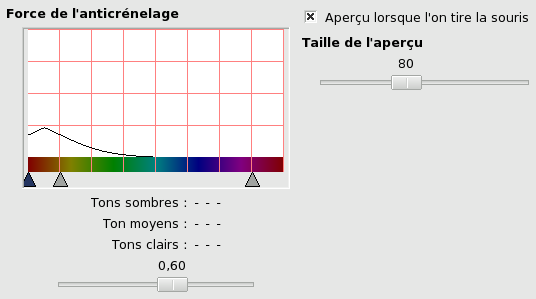 Force de l'anticrénelage
Aperçu lorsque l'on tire la souris
Taille de l'aperçu
80
Tons sombres : - - -
Ton moyens : - - -
Tons clairs : - - -
0,60